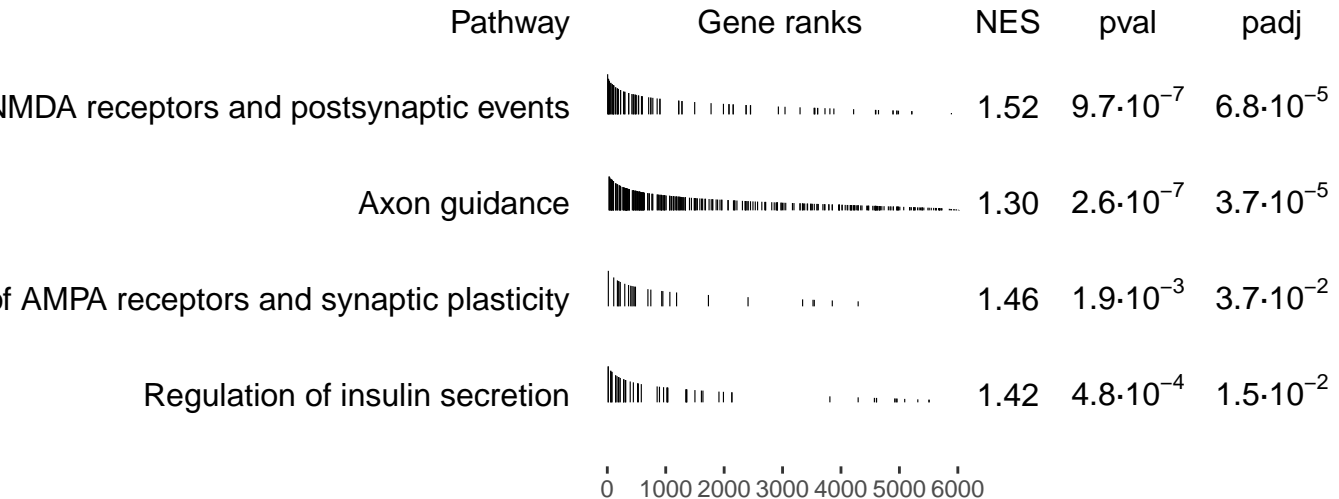 Pathway Gene ranks NES pval padj
NMDA receptors and postsynaptic events 1.52 9.7·10⁻⁷ 6.8·10⁻⁵
Axon guidance 1.30 2.6·10⁻⁷ 3.7·10⁻⁵
of AMPA receptors and synaptic plasticity 1.46 1.9·10⁻³ 3.7·10⁻²
Regulation of insulin secretion 1.42 4.8·10⁻⁴ 1.5·10⁻²
0 1000 2000 3000 4000 5000 6000